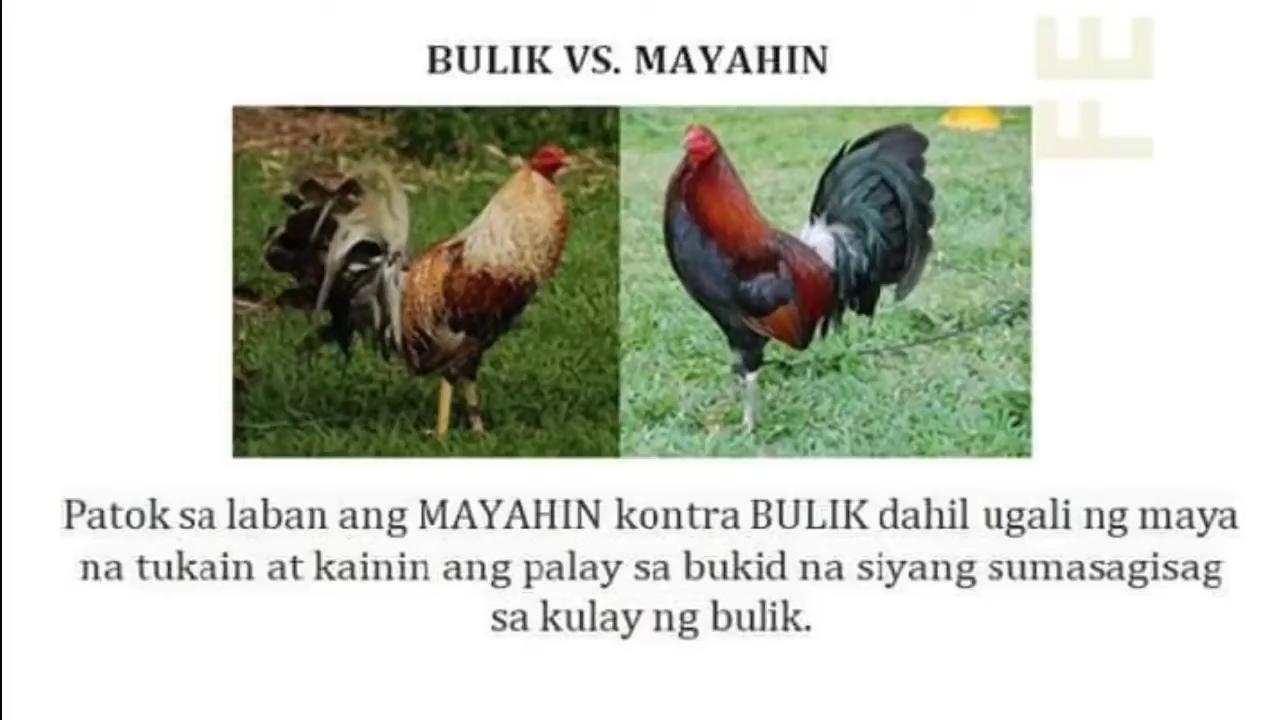 BULIK VS. MAYAHIN
FE
Patok sa laban ang MAYAHIN kontra BULIK dahil ugali ng maya
na tukain at kainin ang palay sa bukid na siyang sumasagisag
sa kulay ng bulik.